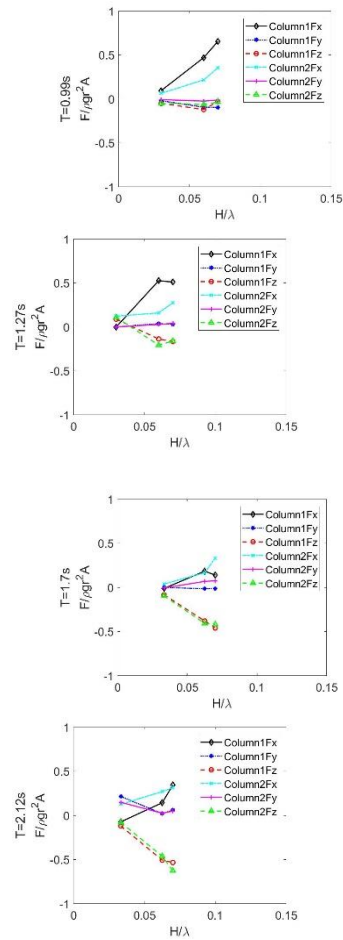 1
0.5
0
-0.5
-1
0
0.05
0.1
0.15
H/λ
T=0.99s
F/ρgr²A
Column1Fx
Column1Fy
Column1Fz
Column2Fx
Column2Fy
Column2Fz
1
0.5
0
-0.5
-1
0
0.05
0.1
0.15
H/λ
T=1.27s
F/ρgr²A
Column1Fx
Column1Fy
Column1Fz
Column2Fx
Column2Fy
Column2Fz
1
0.5
0
-0.5
-1
0
0.05
0.1
0.15
H/λ
T=1.7s
F/ρgr²A
Column1Fx
Column1Fy
Column1Fz
Column2Fx
Column2Fy
Column2Fz
1
0.5
0
-0.5
-1
0
0.05
0.1
0.15
H/λ
T=2.12s
F/ρgr²A
Column1Fx
Column1Fy
Column1Fz
Column2Fx
Column2Fy
Column2Fz